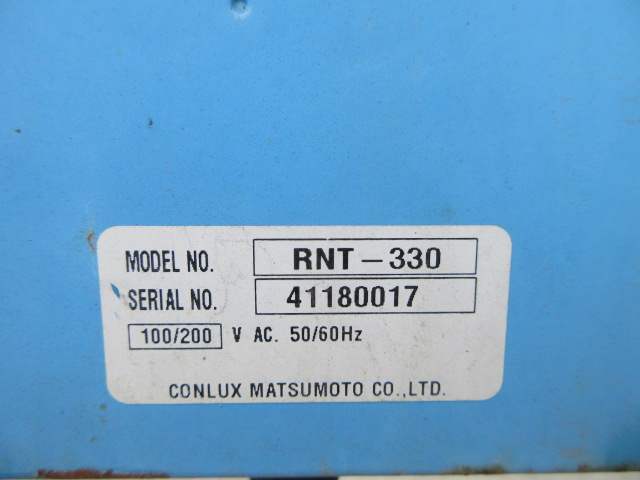 MODEL NO. RNT-330
SERIAL NO. 41180017
100/200 V AC. 50/60Hz
CONLUX MATSUMOTO CO.,LTD.